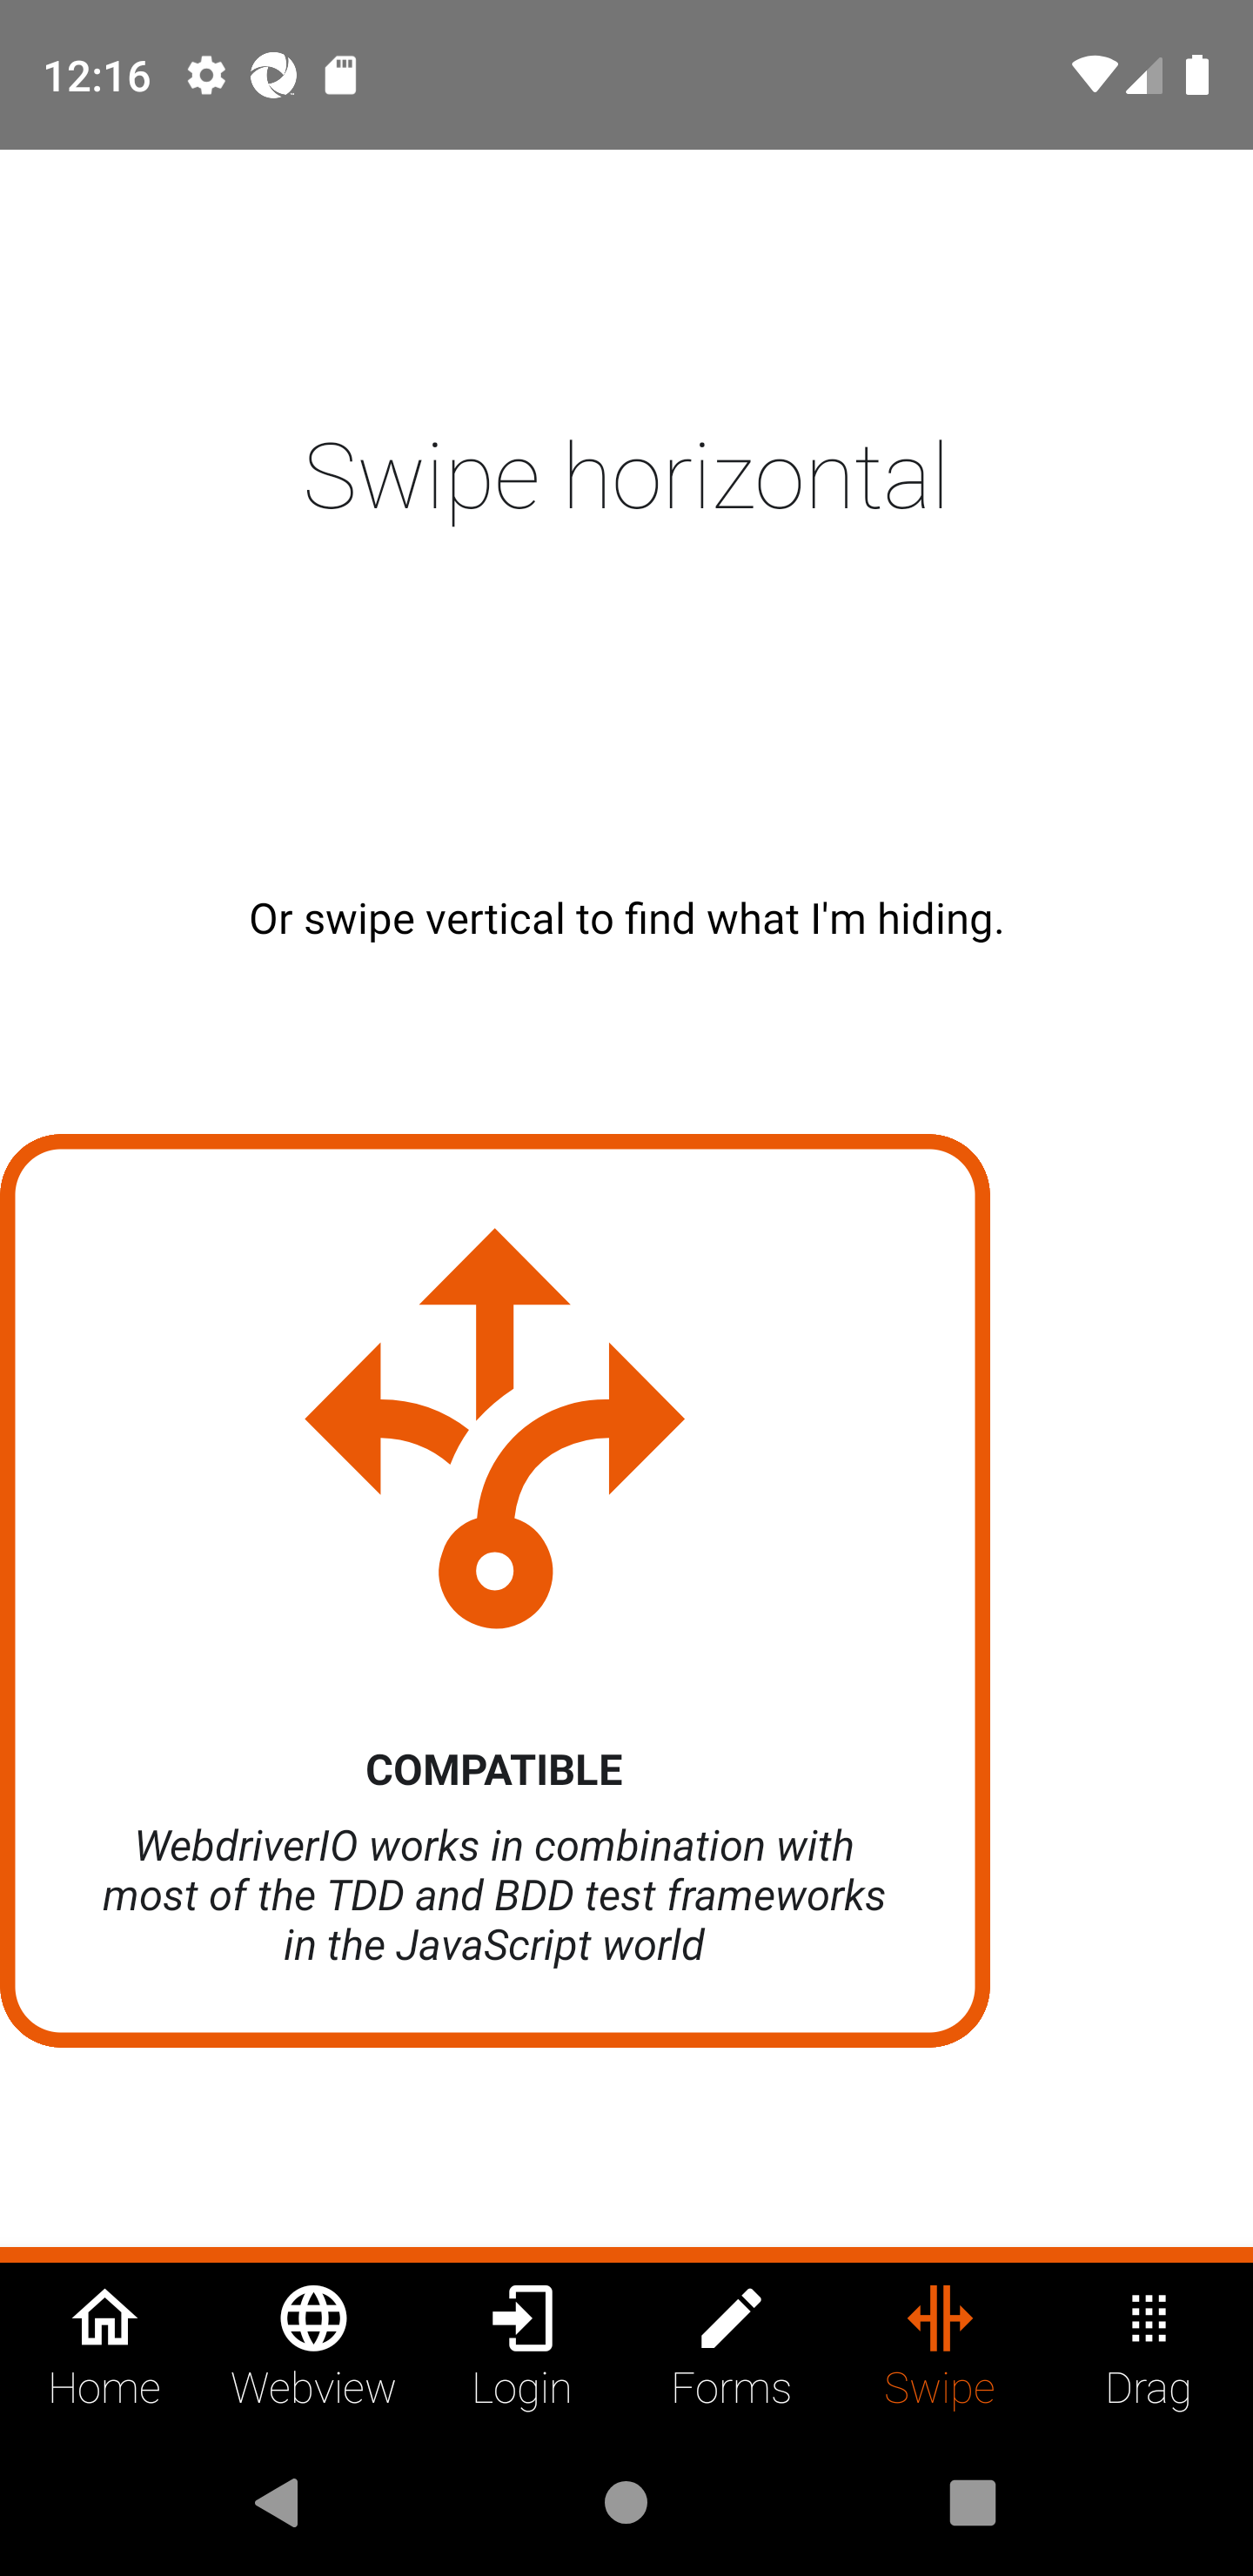 12:16
Swipe horizontal
Or swipe vertical to find what I'm hiding.
COMPATIBLE
WebdriverIO works in combination with
most of the TDD and BDD test frameworks
in the JavaScript world
Home Webview Login Forms Swipe Drag